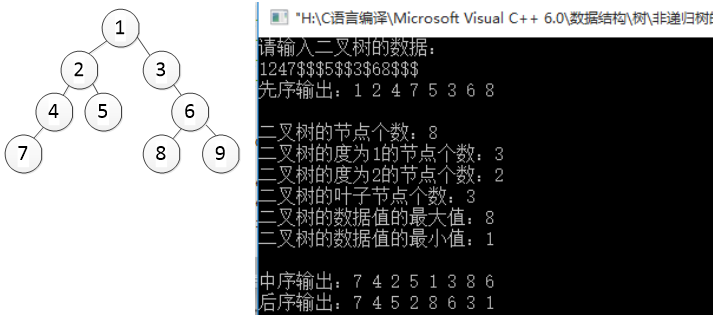 1
2
3
4
5
6
7
8
9
"H:\C语言编译\Microsoft Visual C++ 6.0\数据结构\树\非递归树的
请输入二叉树的数据：
1247$$$5$$3$68$$$
先序输出：1 2 4 7 5 3 6 8
二叉树的节点个数：8
二叉树的度为1的节点个数：3
二叉树的度为2的节点个数：2
二叉树的叶子节点个数：3
二叉树的数据值的最大值：8
二叉树的数据值的最小值：1
中序输出：7 4 2 5 1 3 8 6
后序输出：7 4 5 2 8 6 3 1